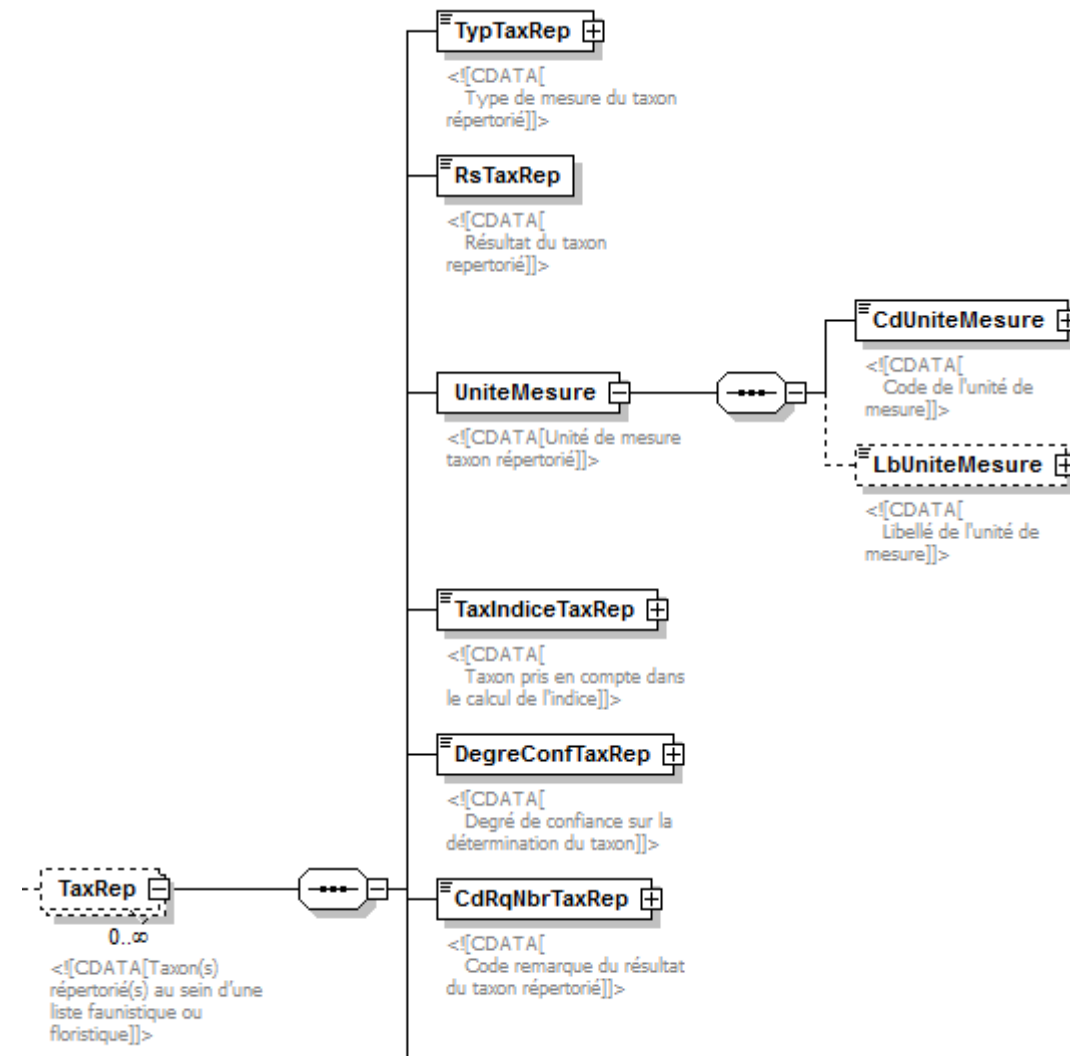 TypTaxRep
<![CDATA[
Type de mesure du taxon
répertorié]]>
RsTaxRep
<![CDATA[
Résultat du taxon
repertorié]]>
CdUniteMesure
<![CDATA[
Code de l'unité de
mesure]]>
UniteMesure
<![CDATA[Unité de mesure
taxon répertorié]]>
LbUniteMesure
<![CDATA[
Libellé de l'unité de
mesure]]>
TaxIndiceTaxRep
<![CDATA[
Taxon pris en compte dans
le calcul de l'indice]]>
DegreConfTaxRep
<![CDATA[
Degré de confiance sur la
détermination du taxon]]>
TaxRep
0..∞
<![CDATA[Taxon(s)
répertorié(s) au sein d'une
liste faunistique ou
floristique]]>
CdRqNbrTaxRep
<![CDATA[
Code remarque du résultat
du taxon répertorié]]>